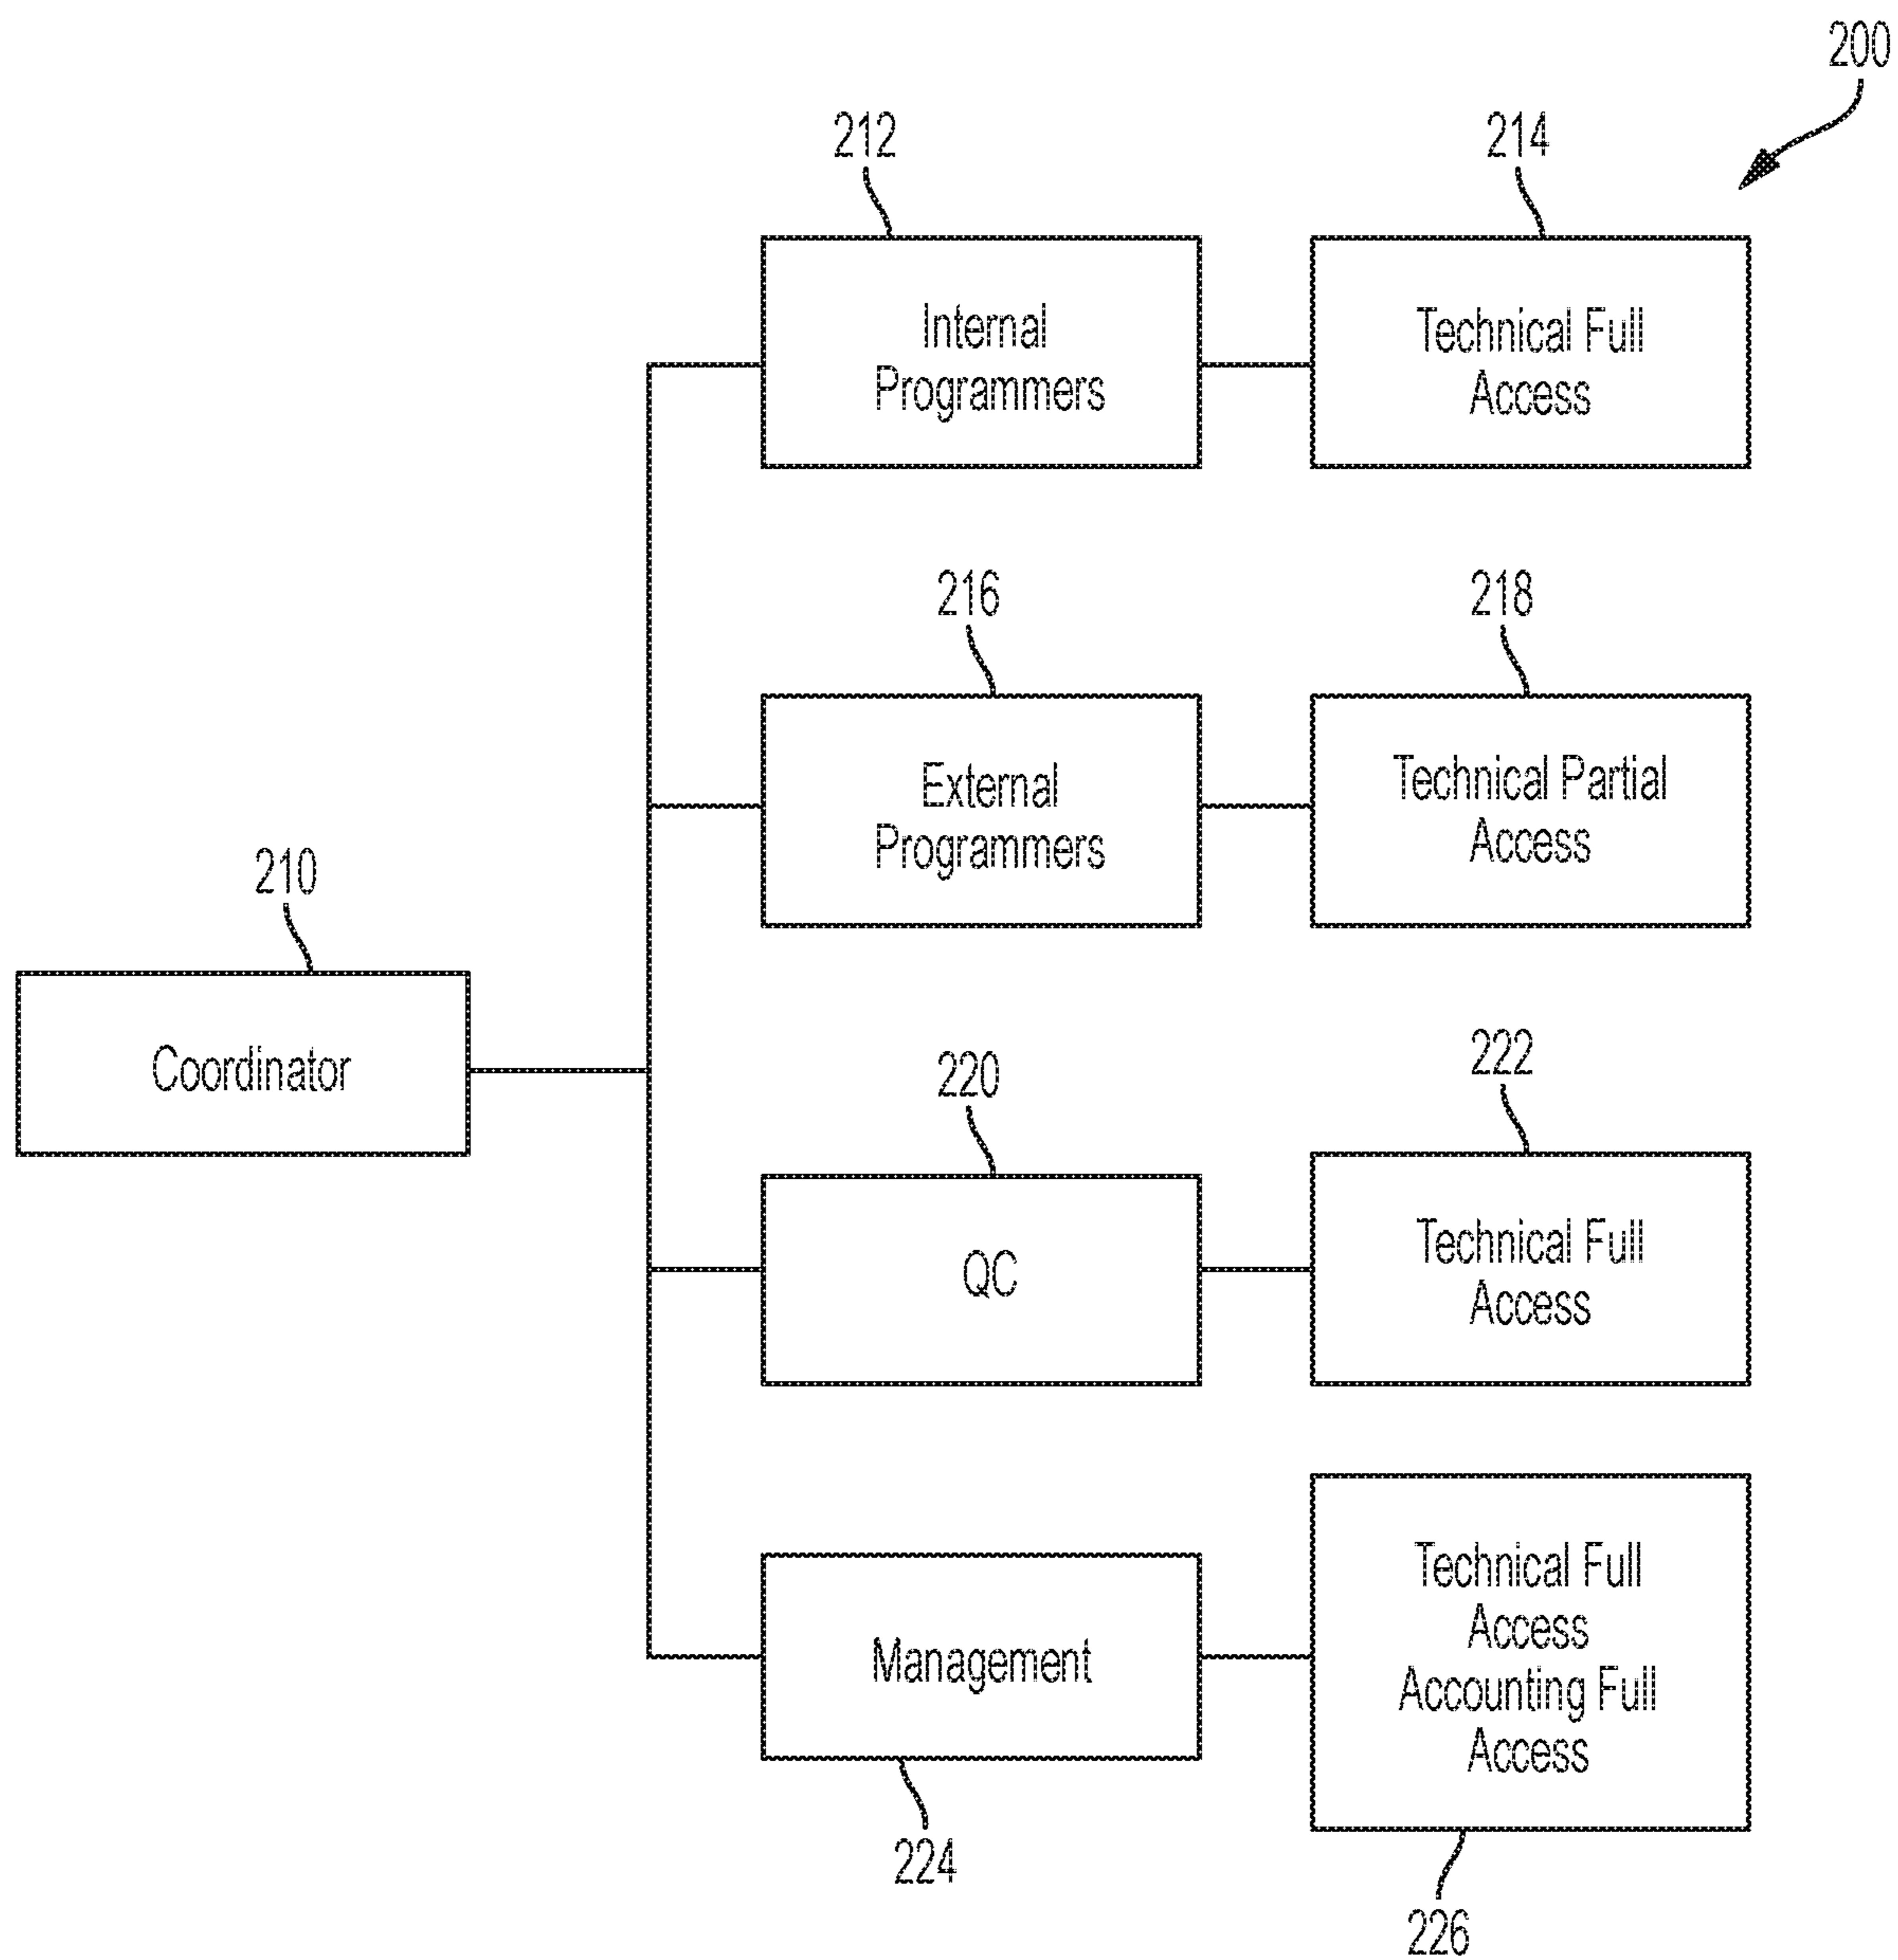 200
212
214
Internal
Programmers
Technical Full
Access
216
218
External
Programmers
Technical Partial
Access
210
Coordinator
220
222
QC
Technical Full
Access
Management
Technical Full
Access
Accounting Full
Access
224
226